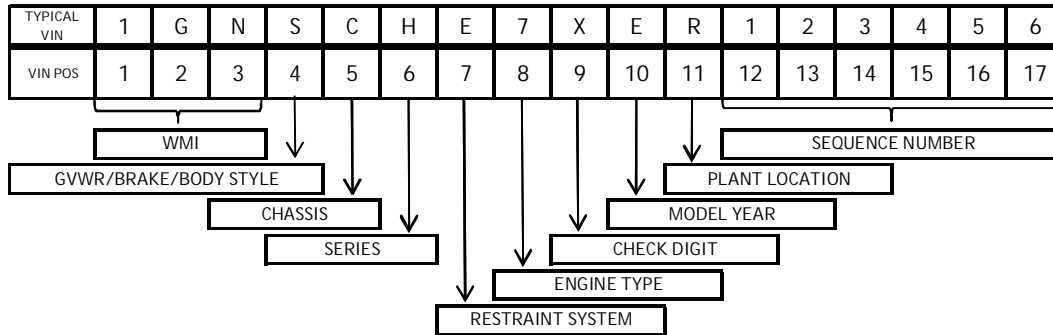 TYPICAL VIN 1 G N S C H E 7 X E R 1 2 3 4 5 6
VIN POS 1 2 3 4 5 6 7 8 9 10 11 12 13 14 15 16 17
WMI SEQUENCE NUMBER
GVWR/BRAKE/BODY STYLE PLANT LOCATION
CHASSIS MODEL YEAR
SERIES CHECK DIGIT
ENGINE TYPE
RESTRAINT SYSTEM